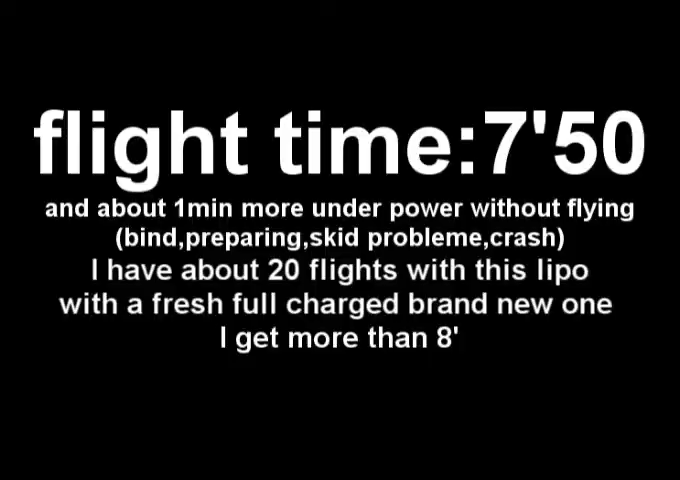 flight time:7'50
and about 1min more under power without flying
(bind,preparing,skid probleme,crash)
I have about 20 flights with this lipo
with a fresh full charged brand new one
I get more than 8'